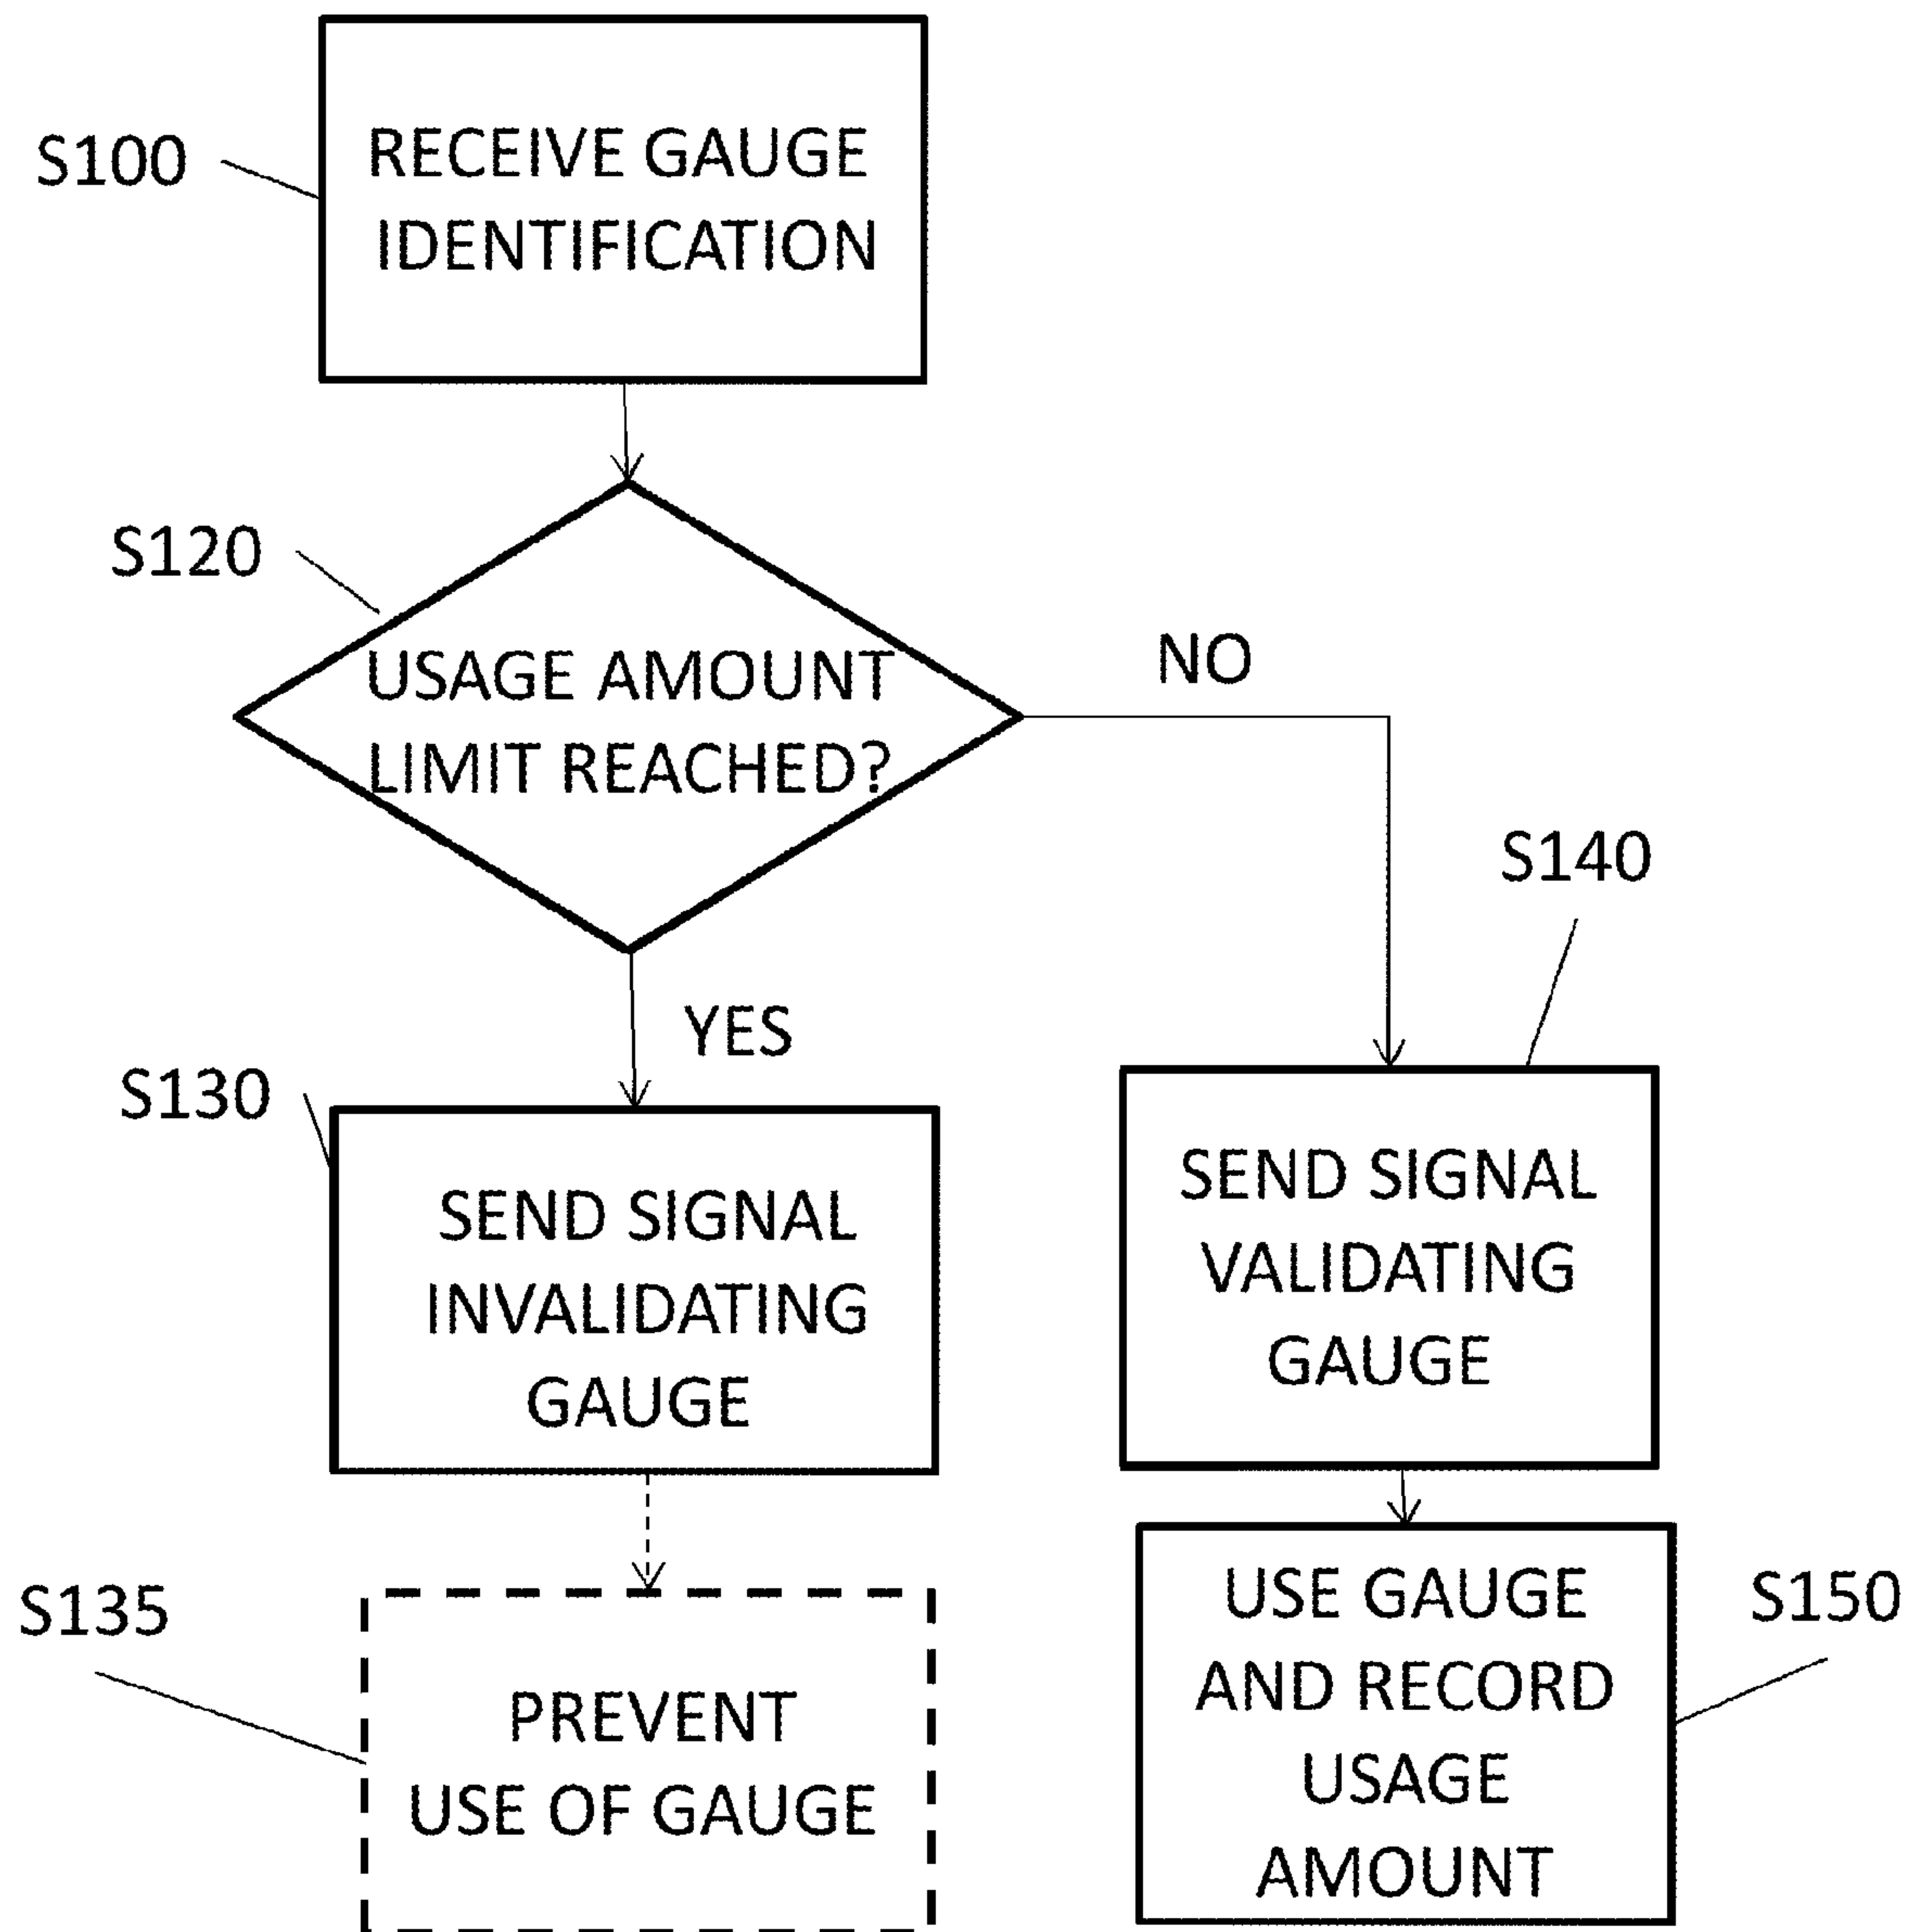 S100
RECEIVE GAUGE
IDENTIFICATION
S120
USAGE AMOUNT
LIMIT REACHED?
NO
YES
S130
SEND SIGNAL
INVALIDATING
GAUGE
S140
SEND SIGNAL
VALIDATING
GAUGE
S135
PREVENT
USE OF GAUGE
S150
USE GAUGE
AND RECORD
USAGE
AMOUNT